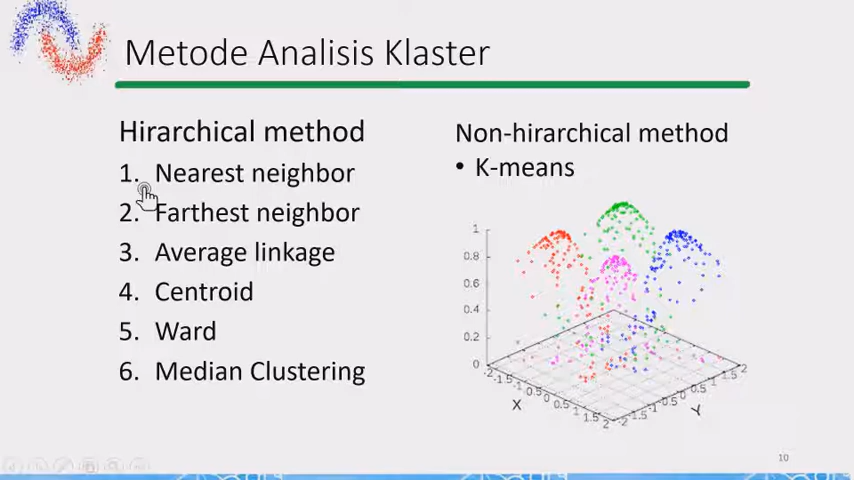 Metode Analisis Klaster
Hirarchical method
1. Nearest neighbor
2. Farthest neighbor
3. Average linkage
4. Centroid
5. Ward
6. Median Clustering
Non-hirarchical method
• K-means
1
0.8
0.6
0.4
0.2
0
-2 -1.5 -1 -0.5 0 0.5 1 1.5 2
X
-2 -1.5 -1 -0.5 0 0.5 1 1.5 2
Y
10